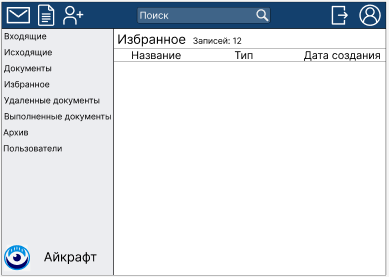 Поиск
Входящие
Исходящие
Документы
Избранное
Удаленные документы
Выполненные документы
Архив
Пользователи
Айкрафт
Избранное Записей: 12
Название Тип Дата создания